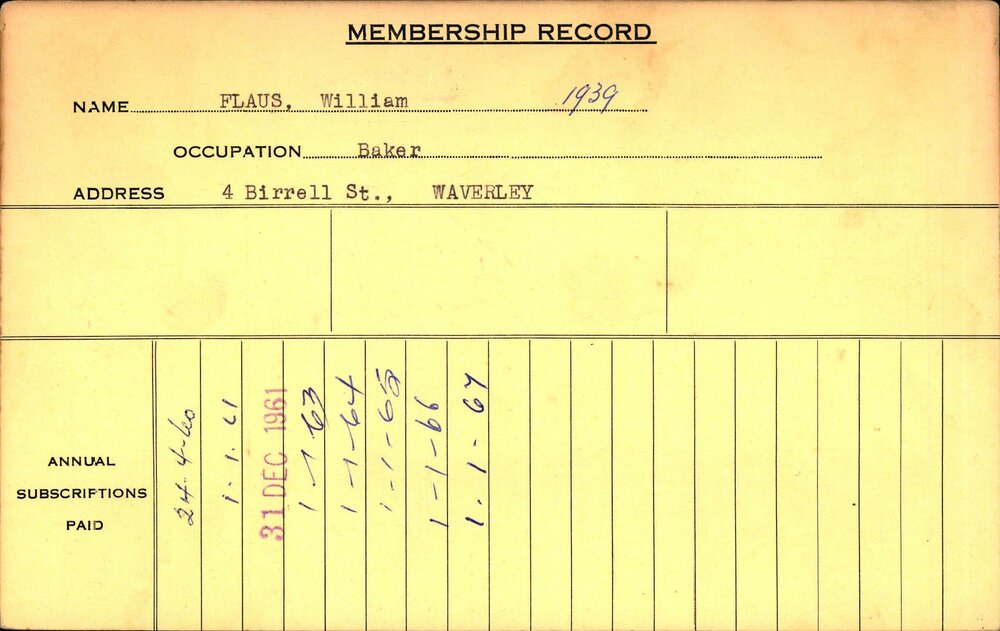 MEMBERSHIP RECORD
NAME FLAUS, William 1939
OCCUPATION Baker
ADDRESS 4 Birrell St., WAVERLEY
ANNUAL
SUBSCRIPTIONS
PAID
24-4-60
1.1.61
31 DEC 1961
1-1-63
1-1-64
1-1-65
1-1-66
1.1-67